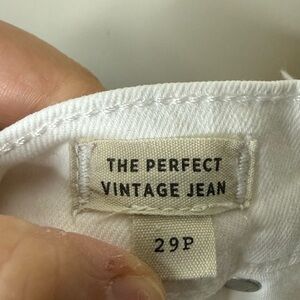 THE PERFECT
VINTAGE JEAN
29P